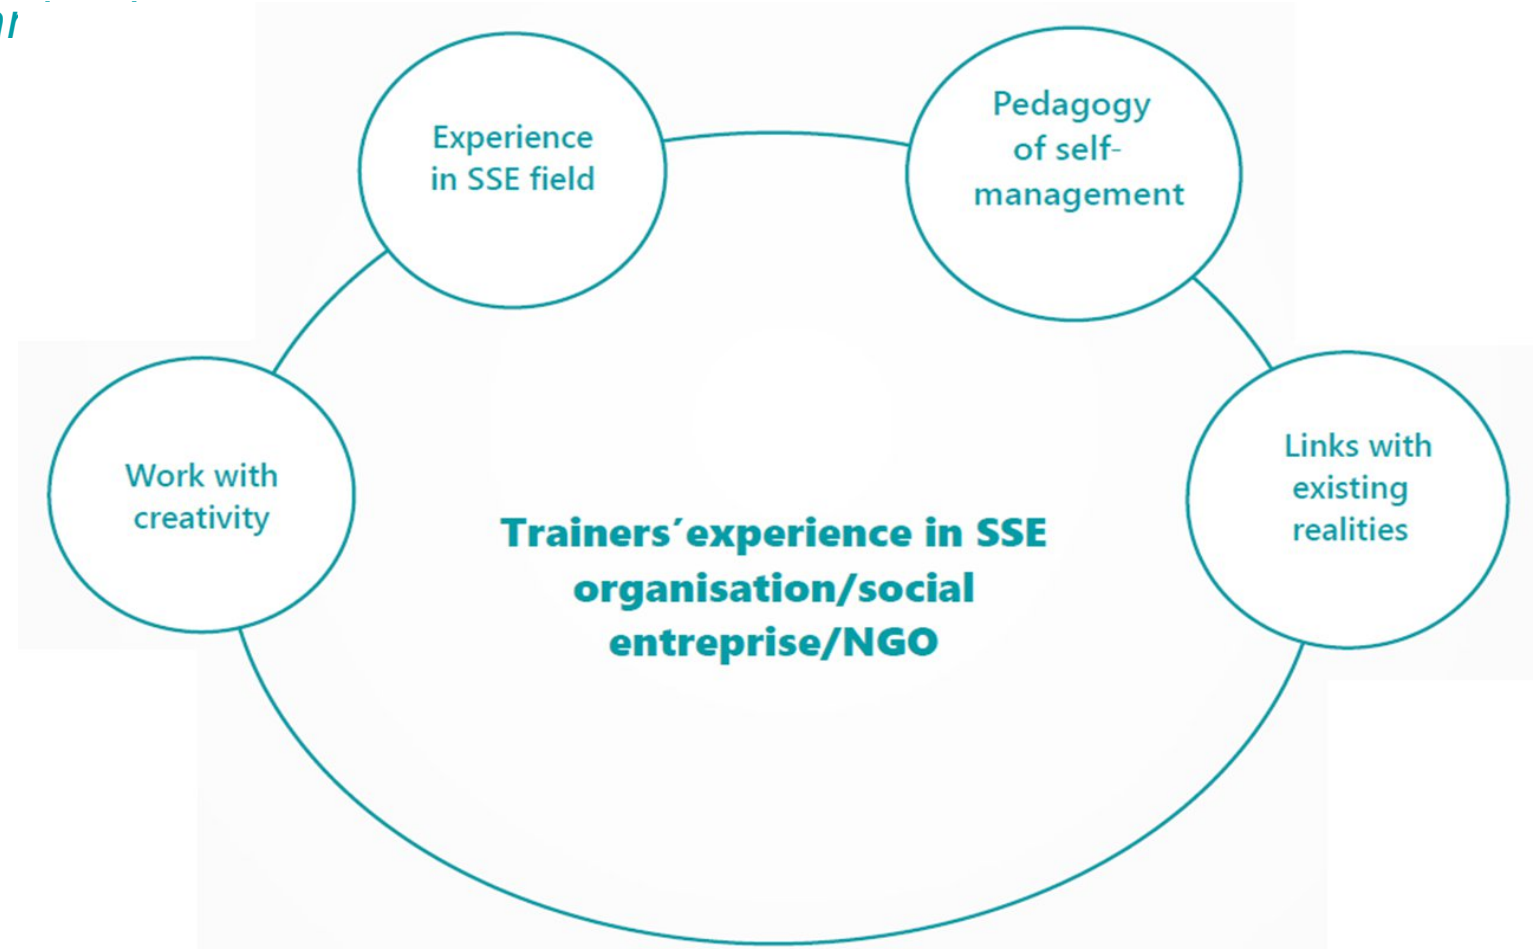 Experience
in SSE field
Pedagogy
of self-
management
Work with
creativity
Links with
existing
realities
Trainers´experience in SSE
organisation/social
entreprise/NGO